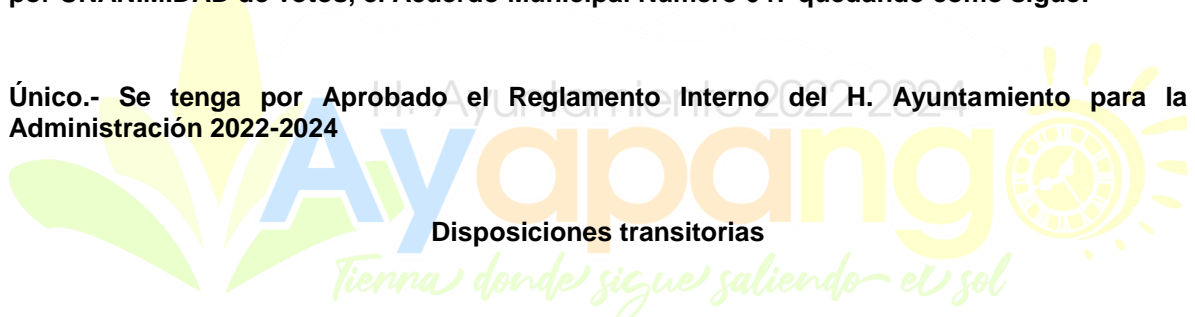 por UNANIMIDAD de votos, el Acuerdo Municipal Número
quedando como sigue:
H. Ayuntamiento 2022-2024
Único.- Se tenga por Aprobado el Reglamento Interno del H. Ayuntamiento para la
Administración 2022-2024
Ayapango
Disposiciones transitorias
Tierra donde sigue saliendo el sol